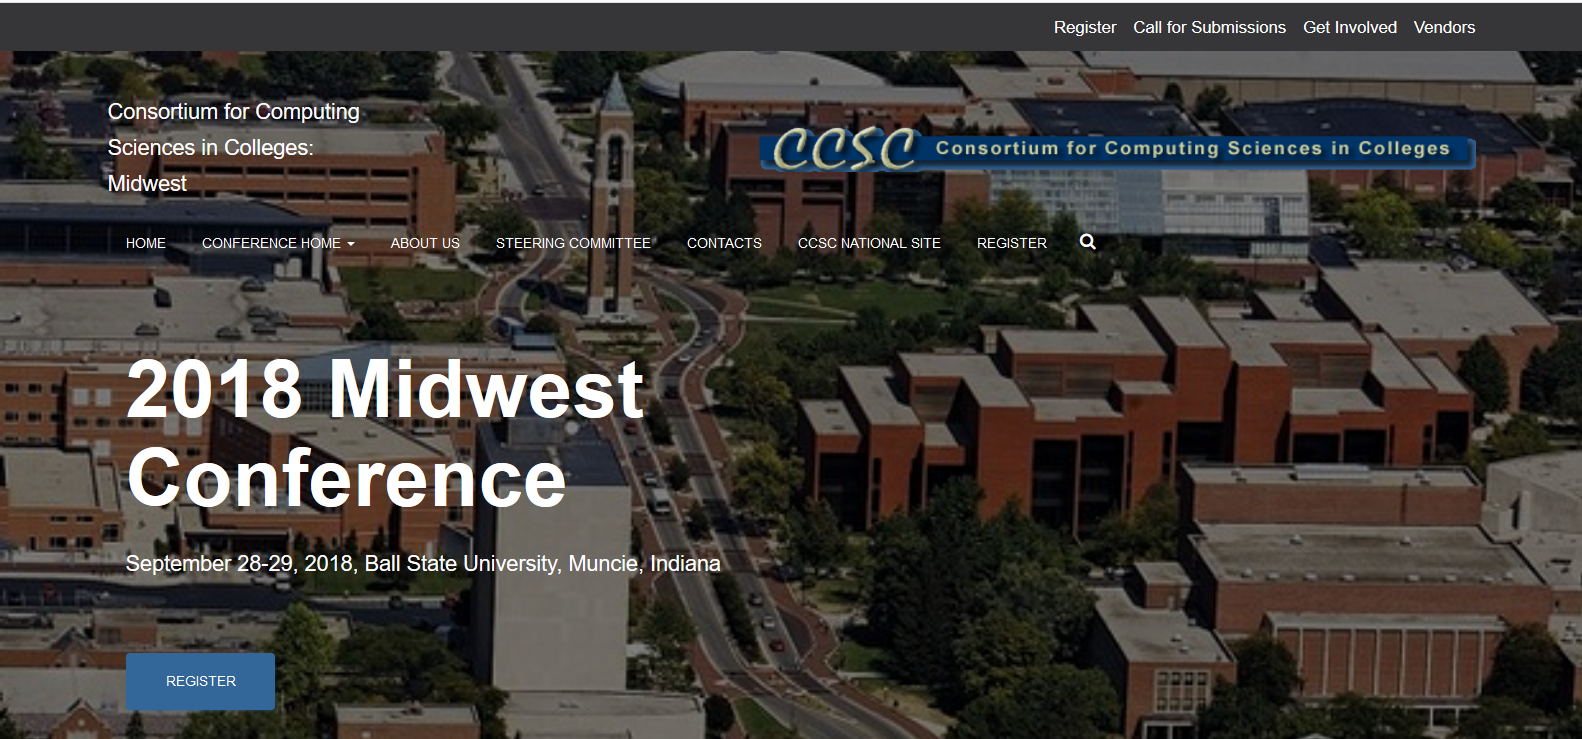 Register Call for Submissions Get Involved Vendors
Consortium for Computing
Sciences in Colleges:
Midwest
CCSC Consortium for Computing Sciences in Colleges
HOME CONFERENCE HOME ABOUT US STEERING COMMITTEE CONTACTS CCSC NATIONAL SITE REGISTER
2018 Midwest
Conference
September 28-29, 2018, Ball State University, Muncie, Indiana
REGISTER